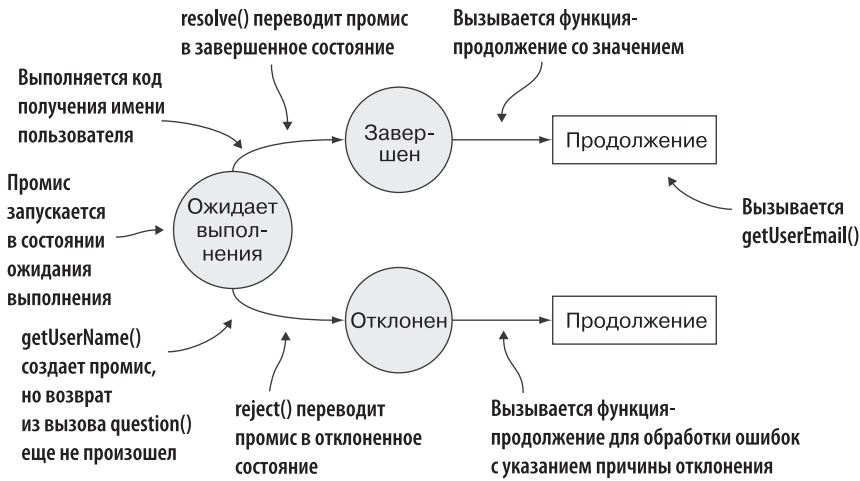 resolve() переводит промис
в завершенное состояние
Вызывается функция-
продолжение со значением
Выполняется код
получения имени
пользователя
Завер-
шен
Продолжение
Промис
запускается
в состоянии
ожидания
выполнения
Ожидает
выпол-
нения
Вызывается
getUserEmail()
Отклонен
Продолжение
getUserName()
создает промис,
но возврат
из вызова question()
еще не произошел
reject() переводит
промис в отклоненное
состояние
Вызывается функция-
продолжение для обработки ошибок
с указанием причины отклонения